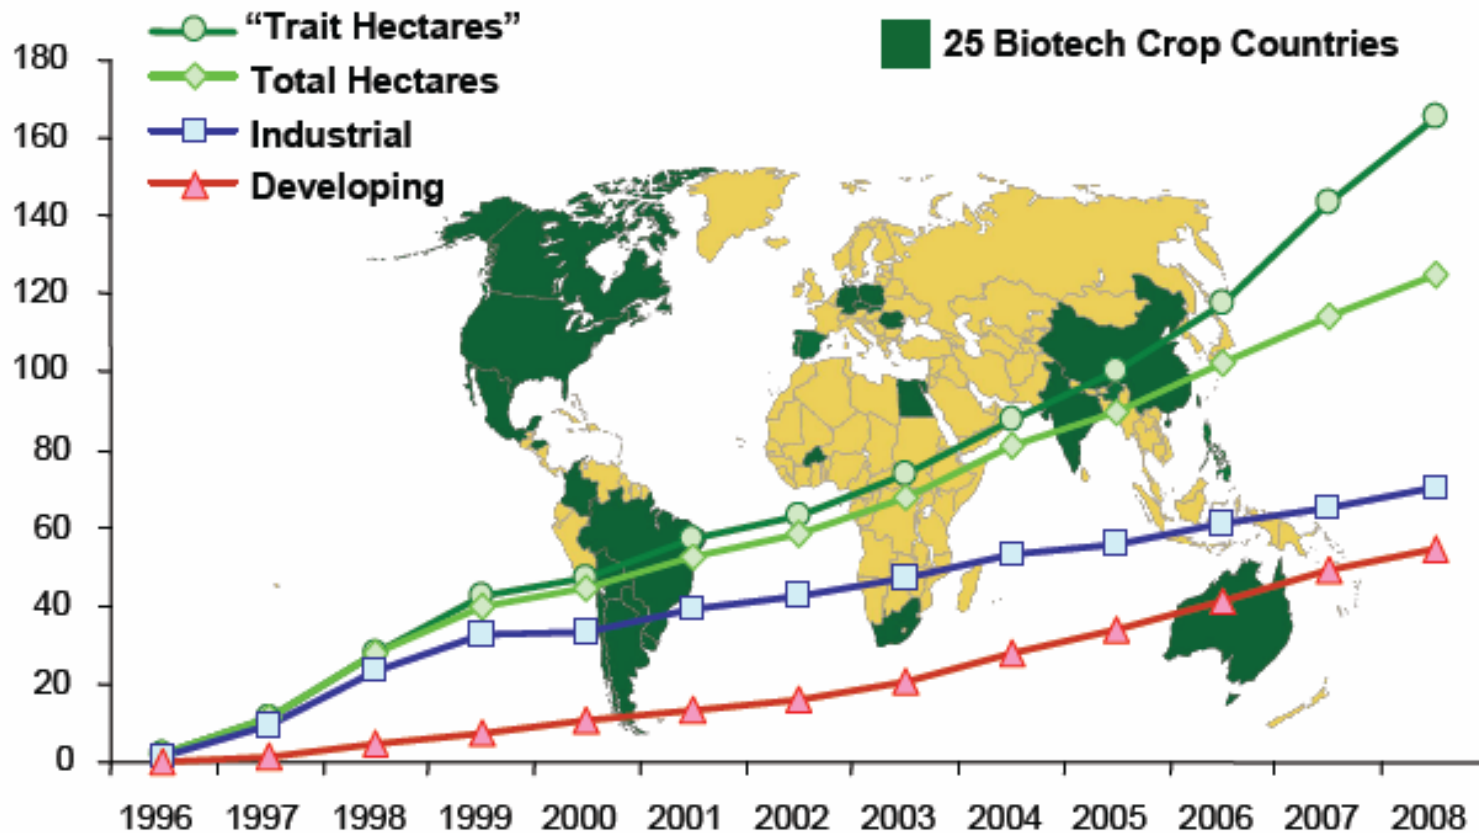 “Trait Hectares”
Total Hectares
Industrial
Developing
25 Biotech Crop Countries
180
160
140
120
100
80
60
40
20
0
1996 1997 1998 1999 2000 2001 2002 2003 2004 2005 2006 2007 2008